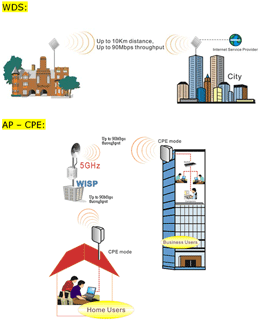 WDS:
Up to 10Km distance,
Up to 90Mbps throughput
Internet Service Provider
City
AP – CPE:
Up to 90Mbps
throughput
CPE mode
5GHz
WISP
Up to 90Mbps
throughput
Business Users
CPE mode
Home Users